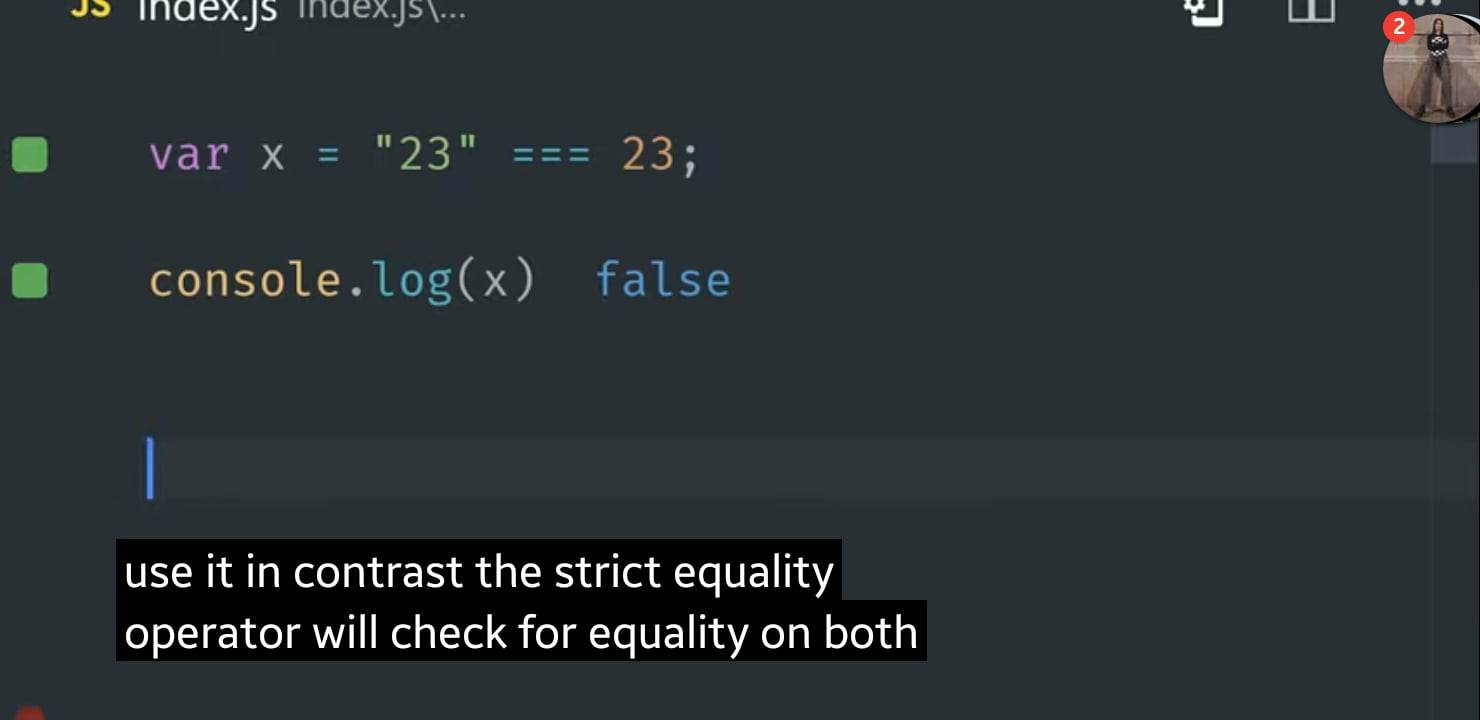 JS index.js index.js\...
2
var x = "23" === 23;
console.log(x) false
use it in contrast the strict equality
operator will check for equality on both